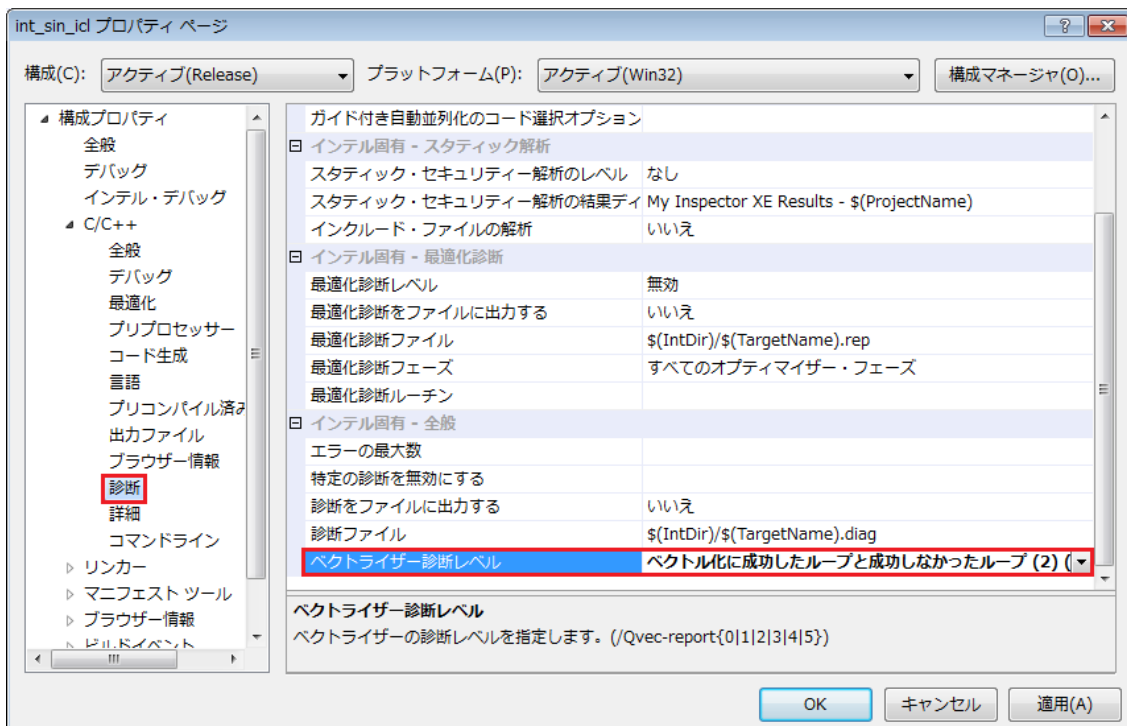 int_sin_icl プロパティ ページ
構成(C): アクティブ(Release) プラットフォーム(P): アクティブ(Win32) 構成マネージャ(O)...
構成プロパティ
全般
デバッグ
インテル・デバッグ
C/C++
全般
デバッグ
最適化
プリプロセッサー
コード生成
言語
プリコンパイル済み
出力ファイル
ブラウザー情報
診断
詳細
コマンドライン
リンカー
マニフェスト ツール
ブラウザー情報
ビルドイベント
ガイド付き自動並列化のコード選択オプション
インテル固有 - スタティック解析
スタティック・セキュリティー解析のレベル なし
スタティック・セキュリティー解析の結果ディ My Inspector XE Results - $(ProjectName)
インクルード・ファイルの解析 いいえ
インテル固有 - 最適化診断
最適化診断レベル 無効
最適化診断をファイルに出力する いいえ
最適化診断ファイル $(IntDir)/$(TargetName).rep
最適化診断フェーズ すべてのオプティマイザー・フェーズ
最適化診断ルーチン
インテル固有 - 全般
エラーの最大数
特定の診断を無効にする
診断をファイルに出力する いいえ
診断ファイル $(IntDir)/$(TargetName).diag
ベクトライザー診断レベル ベクトル化に成功したループと成功しなかったループ (2) (
ベクトライザー診断レベル
ベクトライザーの診断レベルを指定します。(/Qvec-report{0|1|2|3|4|5})
OK キャンセル 適用(A)